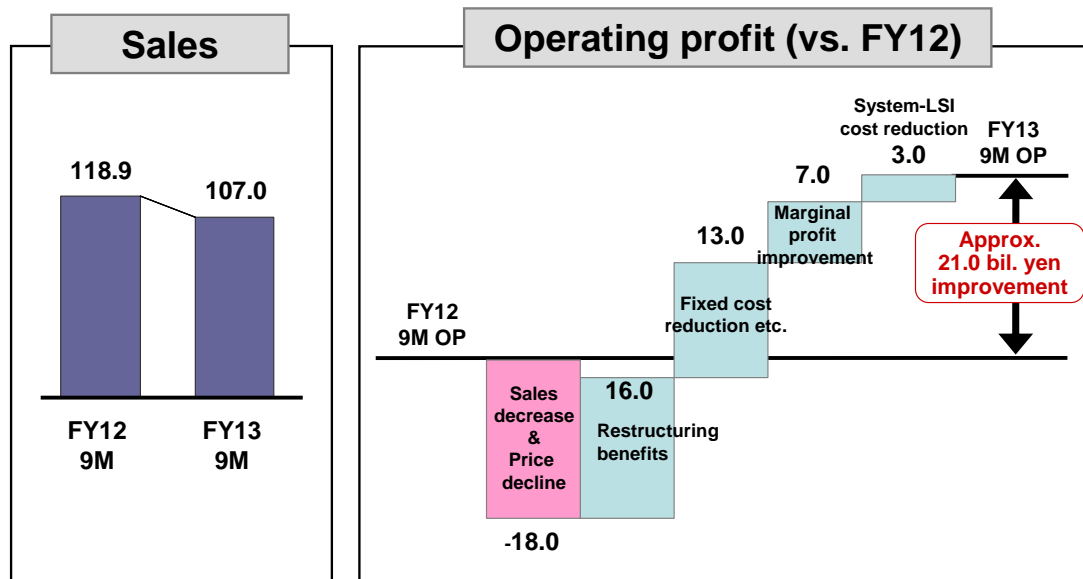 Sales
118.9
107.0
FY12
9M
FY13
9M
Operating profit (vs. FY12)
FY12
9M OP
Sales
decrease
&
Price
decline
-18.0
16.0
Restructuring
benefits
13.0
Fixed cost
reduction etc.
7.0
Marginal
profit
improvement
System-LSI
cost reduction
3.0
FY13
9M OP
Approx.
21.0 bil. yen
improvement